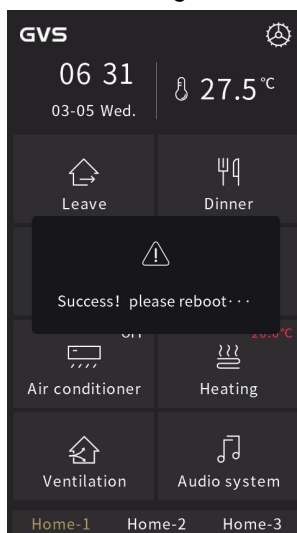 GVS
06 31
03-05 Wed.
27.5℃
Leave
Dinner
Success! please reboot···
Air conditioner
Heating
Ventilation
Audio system
Home-1 Home-2 Home-3